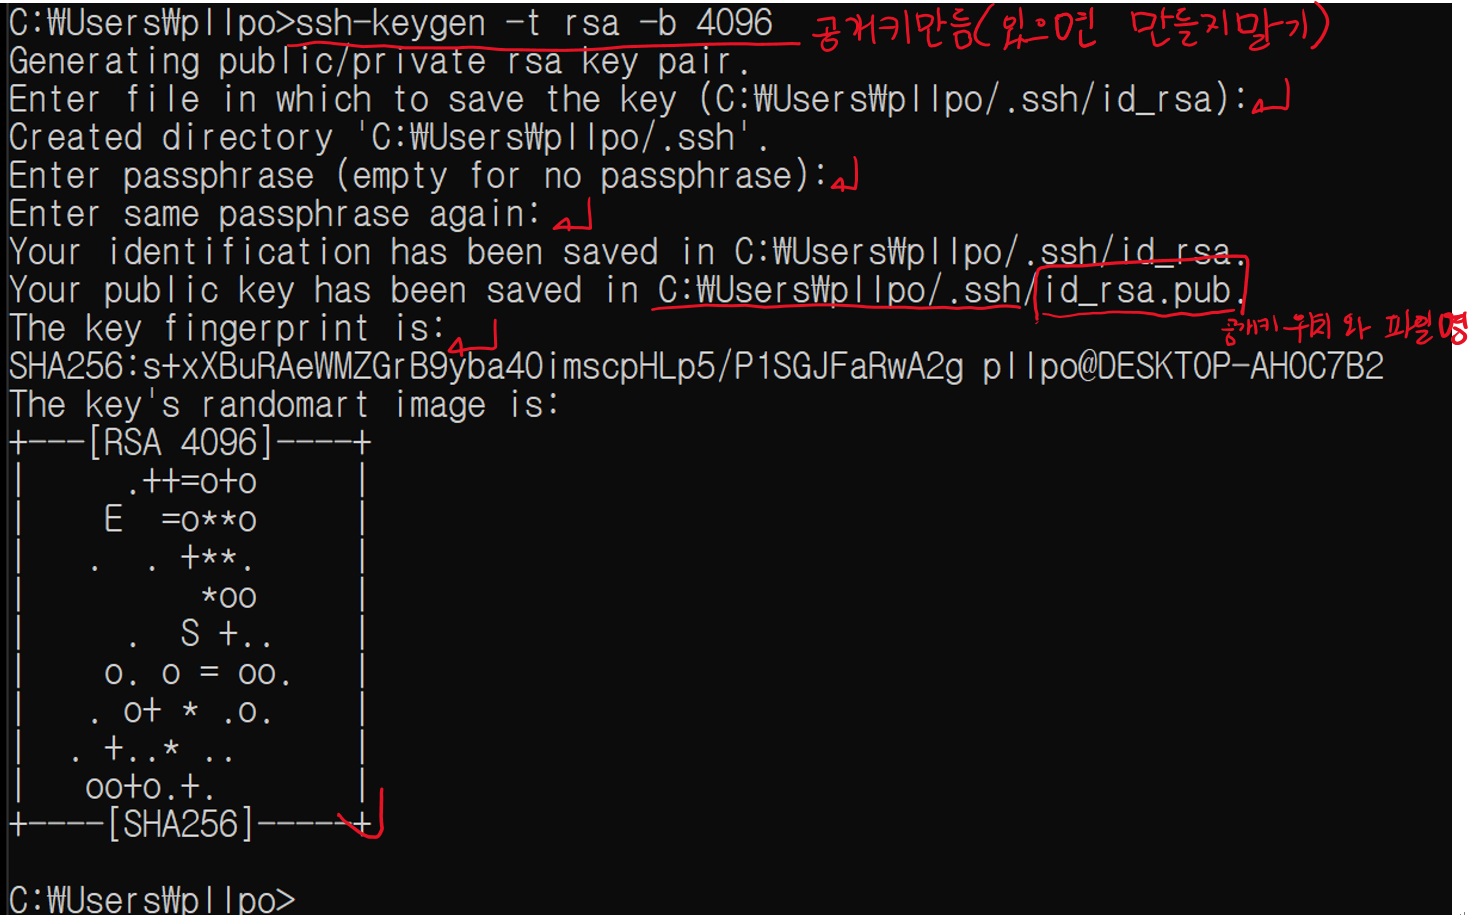 C:₩Users₩pllpo>ssh-keygen -t rsa -b 4096 공개키만듬(있으면 만들지말기)
Generating public/private rsa key pair.
Enter file in which to save the key (C:₩Users₩pllpo/.ssh/id_rsa):
Created directory 'C:₩Users₩pllpo/.ssh'.
Enter passphrase (empty for no passphrase):
Enter same passphrase again:
Your identification has been saved in C:₩Users₩pllpo/.ssh/id_rsa.
Your public key has been saved in C:₩Users₩pllpo/.ssh/id_rsa.pub.
The key fingerprint is:
공개키 위치 와 파일명
SHA256:s+xXBuRAeWMZGrB9yba40imscpHLp5/P1SGJFaRwA2g pllpo@DESKTOP-AHOC7B2
The key's randomart image is:
+---[RSA 4096]----+
|      .++=o+o    |
|     E  =o**o    |
|    .  . +**.    |
|         *oo     |
|      .  S +..   |
|     o. o = oo.  |
|    . o+ * .o.   |
|   . +..* ..     |
|    oo+o.+.      |
+----[SHA256]-----+
C:₩Users₩pllpo>